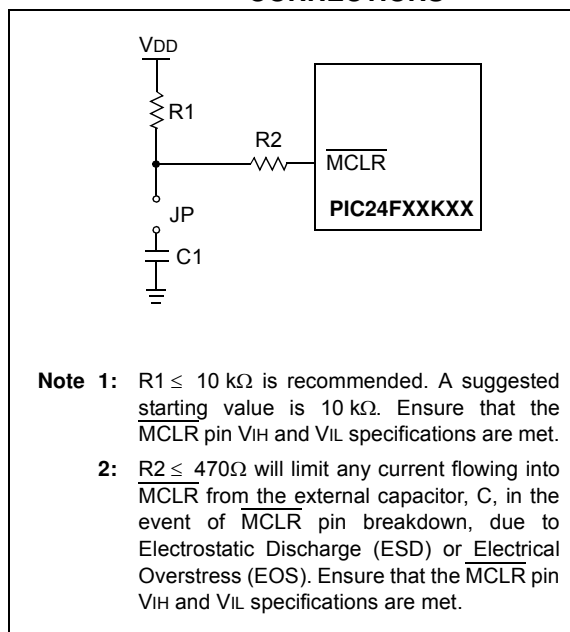 VDD
R1
R2
MCLR
PIC24FXXKXX
JP
C1
Note 1: R1 ≤ 10 kΩ is recommended. A suggested
starting value is 10 kΩ. Ensure that the
MCLR pin VIH and VIL specifications are met.
2: R2 ≤ 470Ω will limit any current flowing into
MCLR from the external capacitor, C, in the
event of MCLR pin breakdown, due to
Electrostatic Discharge (ESD) or Electrical
Overstress (EOS). Ensure that the MCLR pin
VIH and VIL specifications are met.